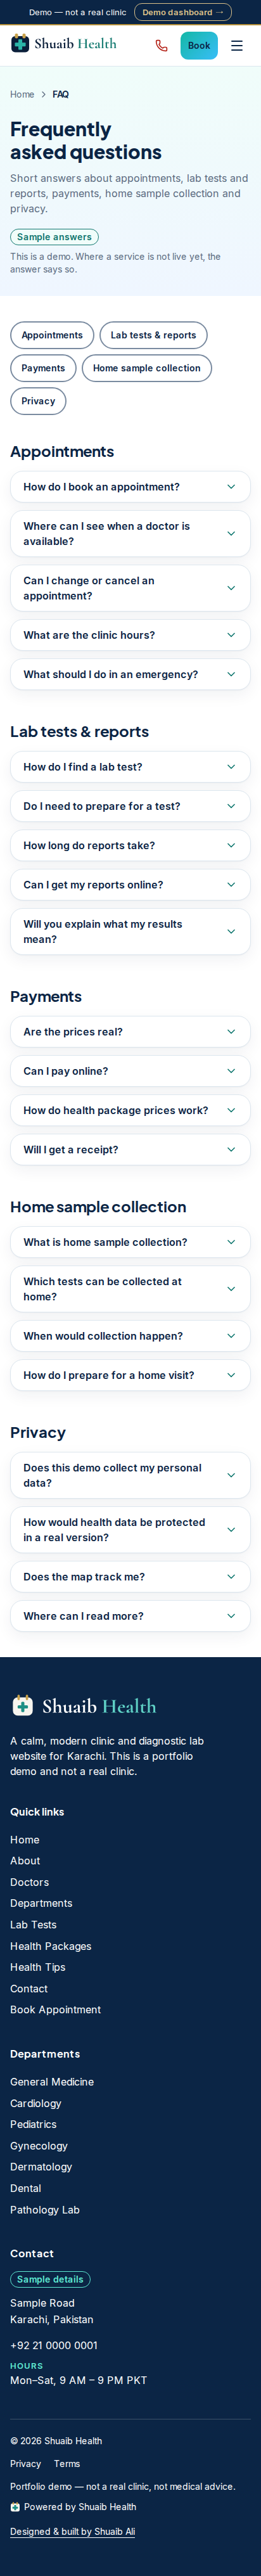 Demo — not a real clinic
Demo dashboard →
Shuaib Health
Book
Home > FAQ
Frequently
asked questions
Short answers about appointments, lab tests and
reports, payments, home sample collection and
privacy.
Sample answers
This is a demo. Where a service is not live yet, the
answer says so.
Appointments
Lab tests & reports
Payments
Home sample collection
Privacy
Appointments
How do I book an appointment?
Where can I see when a doctor is
available?
Can I change or cancel an
appointment?
What are the clinic hours?
What should I do in an emergency?
Lab tests & reports
How do I find a lab test?
Do I need to prepare for a test?
How long do reports take?
Can I get my reports online?
Will you explain what my results
mean?
Payments
Are the prices real?
Can I pay online?
How do health package prices work?
Will I get a receipt?
Home sample collection
What is home sample collection?
Which tests can be collected at
home?
When would collection happen?
How do I prepare for a home visit?
Privacy
Does this demo collect my personal
data?
How would health data be protected
in a real version?
Does the map track me?
Where can I read more?
Shuaib Health
A calm, modern clinic and diagnostic lab
website for Karachi. This is a portfolio
demo and not a real clinic.
Quick links
Home
About
Doctors
Departments
Lab Tests
Health Packages
Health Tips
Contact
Book Appointment
Departments
General Medicine
Cardiology
Pediatrics
Gynecology
Dermatology
Dental
Pathology Lab
Contact
Sample details
Sample Road
Karachi, Pakistan
+92 21 0000 0001
HOURS
Mon–Sat, 9 AM – 9 PM PKT
© 2026 Shuaib Health
Privacy Terms
Portfolio demo — not a real clinic, not medical advice.
Powered by Shuaib Health
Designed & built by Shuaib Ali